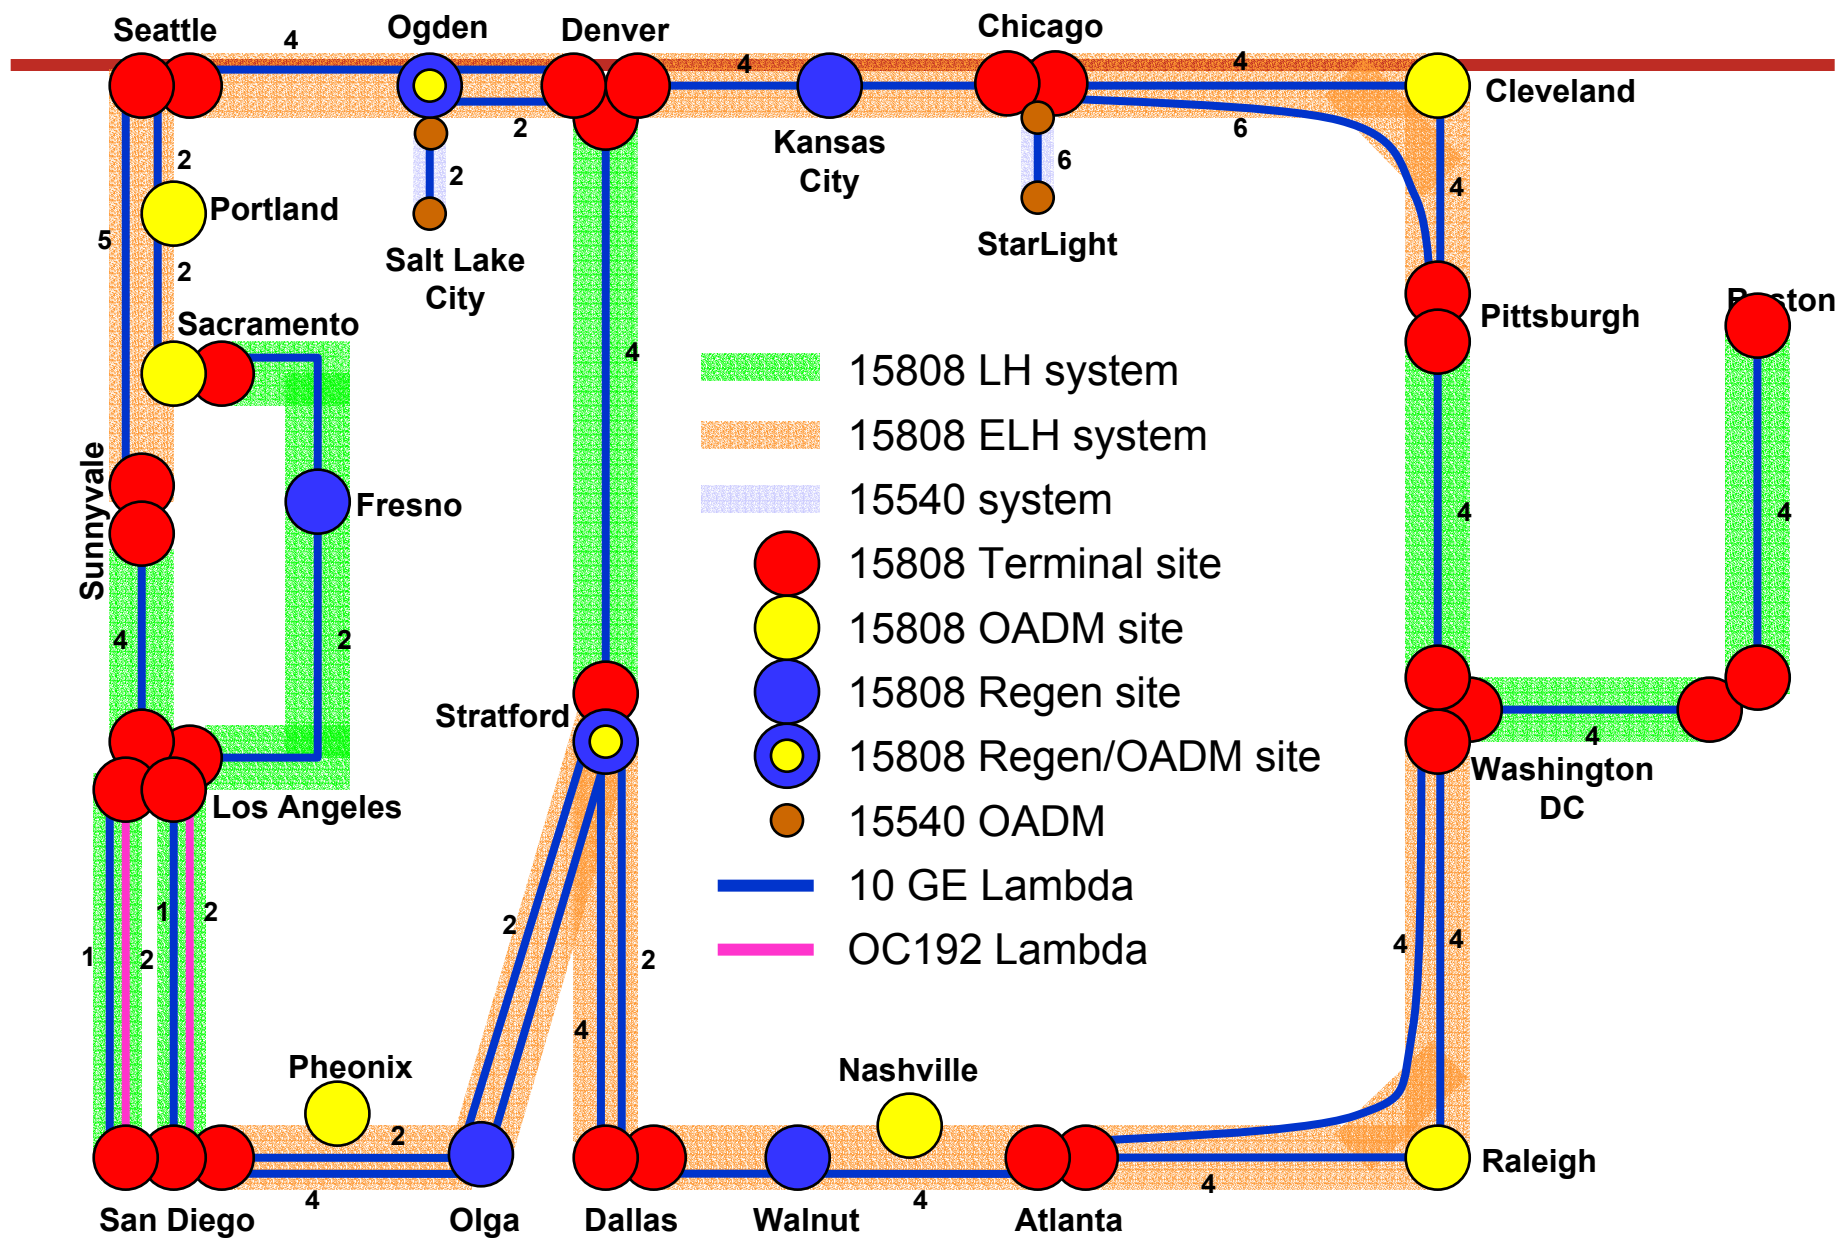 Seattle
4
Ogden
Denver
Chicago
4
4
Cleveland
2
6
Kansas
City
2
2
6
4
Portland
5
2
Salt Lake
City
StarLight
Sacramento
Boston
Pittsburgh
4
15808 LH system
15808 ELH system
15540 system
Sunnyvale
Fresno
4
4
15808 Terminal site
15808 OADM site
4
2
15808 Regen site
Stratford
4
15808 Regen/OADM site
Washington
DC
Los Angeles
15540 OADM
10 GE Lambda
1
2
2
OC192 Lambda
4
4
1
2
2
4
Pheonix
Nashville
2
4
4
4
Raleigh
San Diego
Olga
Dallas
Walnut
Atlanta